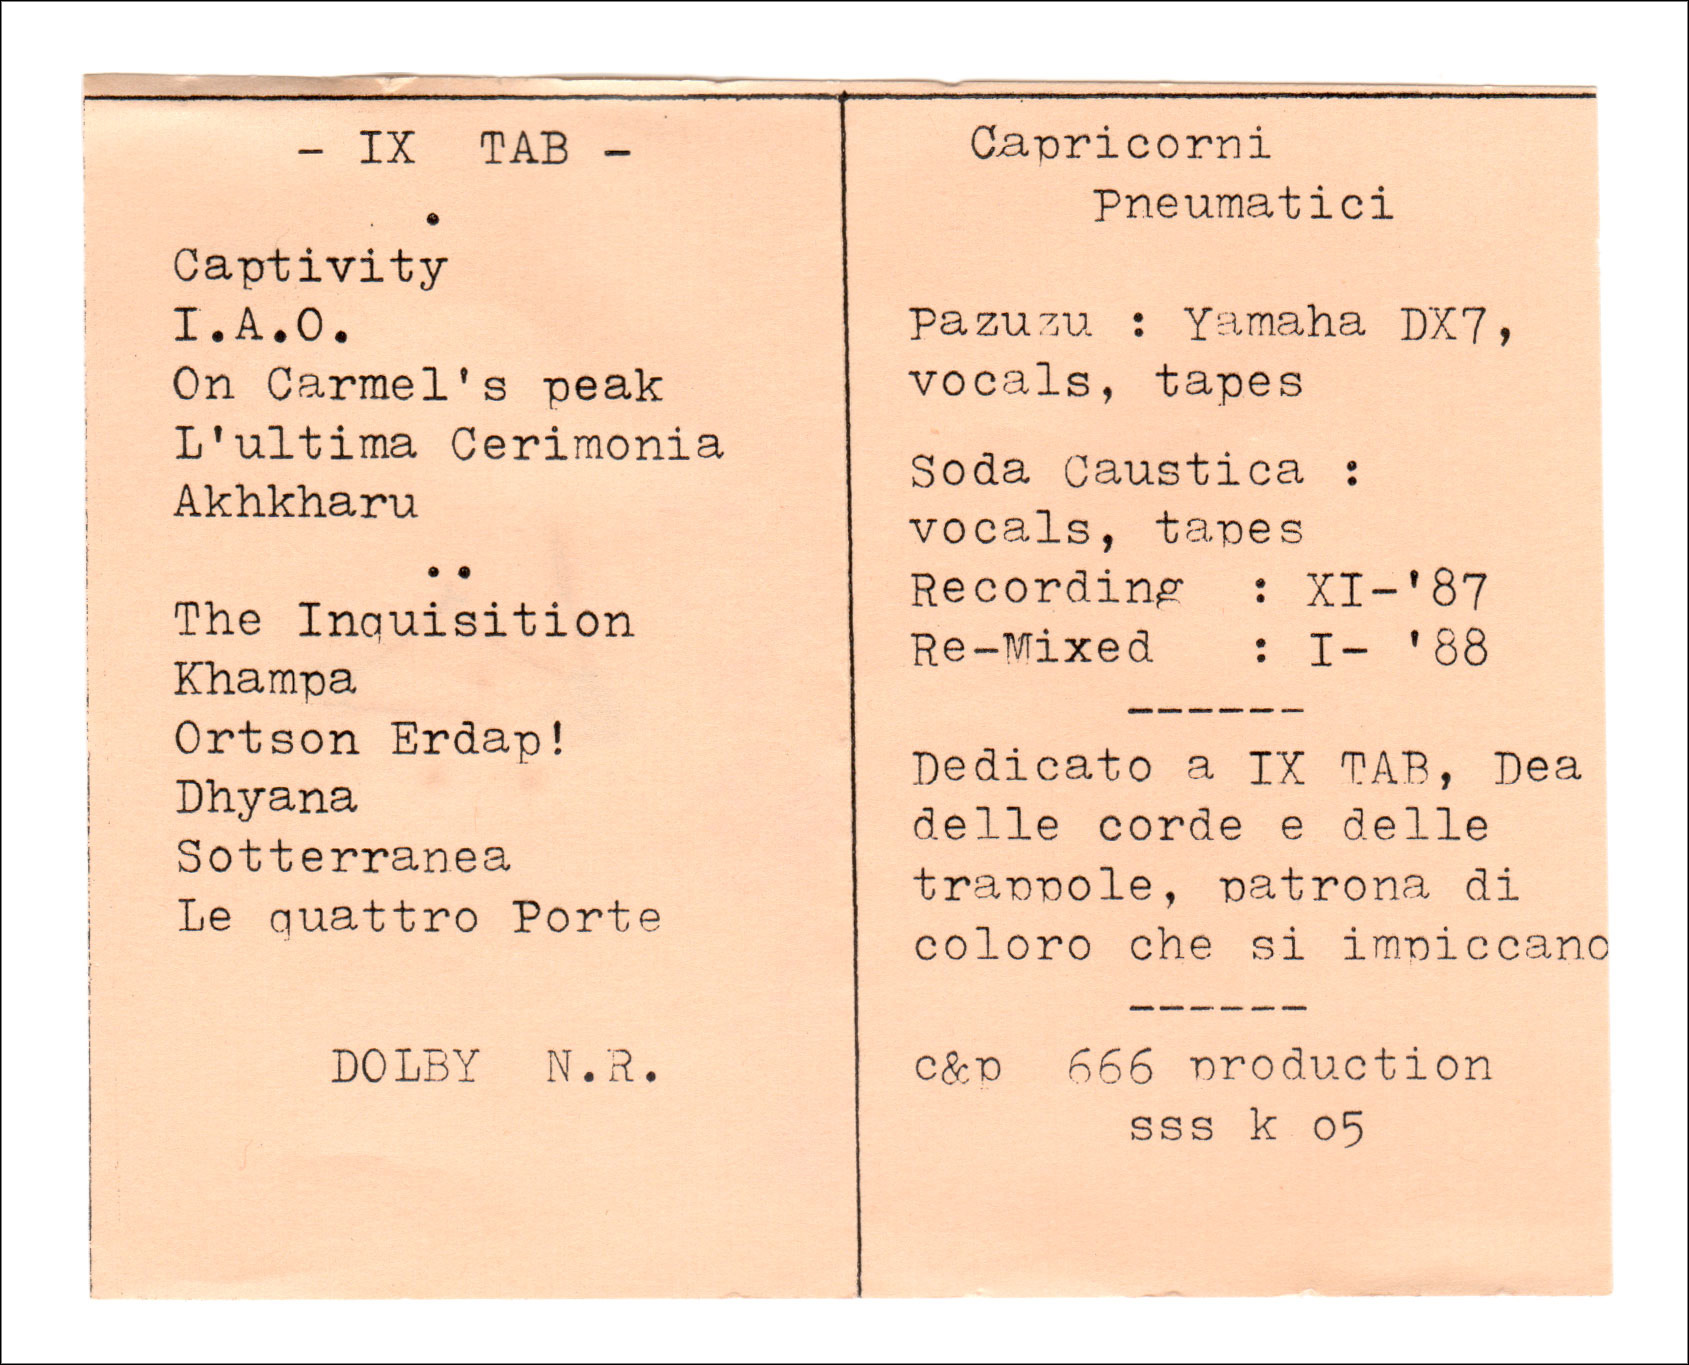 - IX TAB -
.
Captivity
I.A.O.
On Carmel's peak
L'ultima Cerimonia
Akhkharu
..
The Inquisition
Khampa
Ortson Erdap!
Dhyana
Sotterranea
Le quattro Porte
DOLBY N.R.
Capricorni
Pneumatici
Pazuzu : Yamaha DX7,
vocals, tapes
Soda Caustica :
vocals, tapes
Recording : XI-'87
Re-Mixed : I- '88
------
Dedicato a IX TAB, Dea
delle corde e delle
trappole, patrona di
coloro che si impiccano
------
c&p 666 production
sss k o5